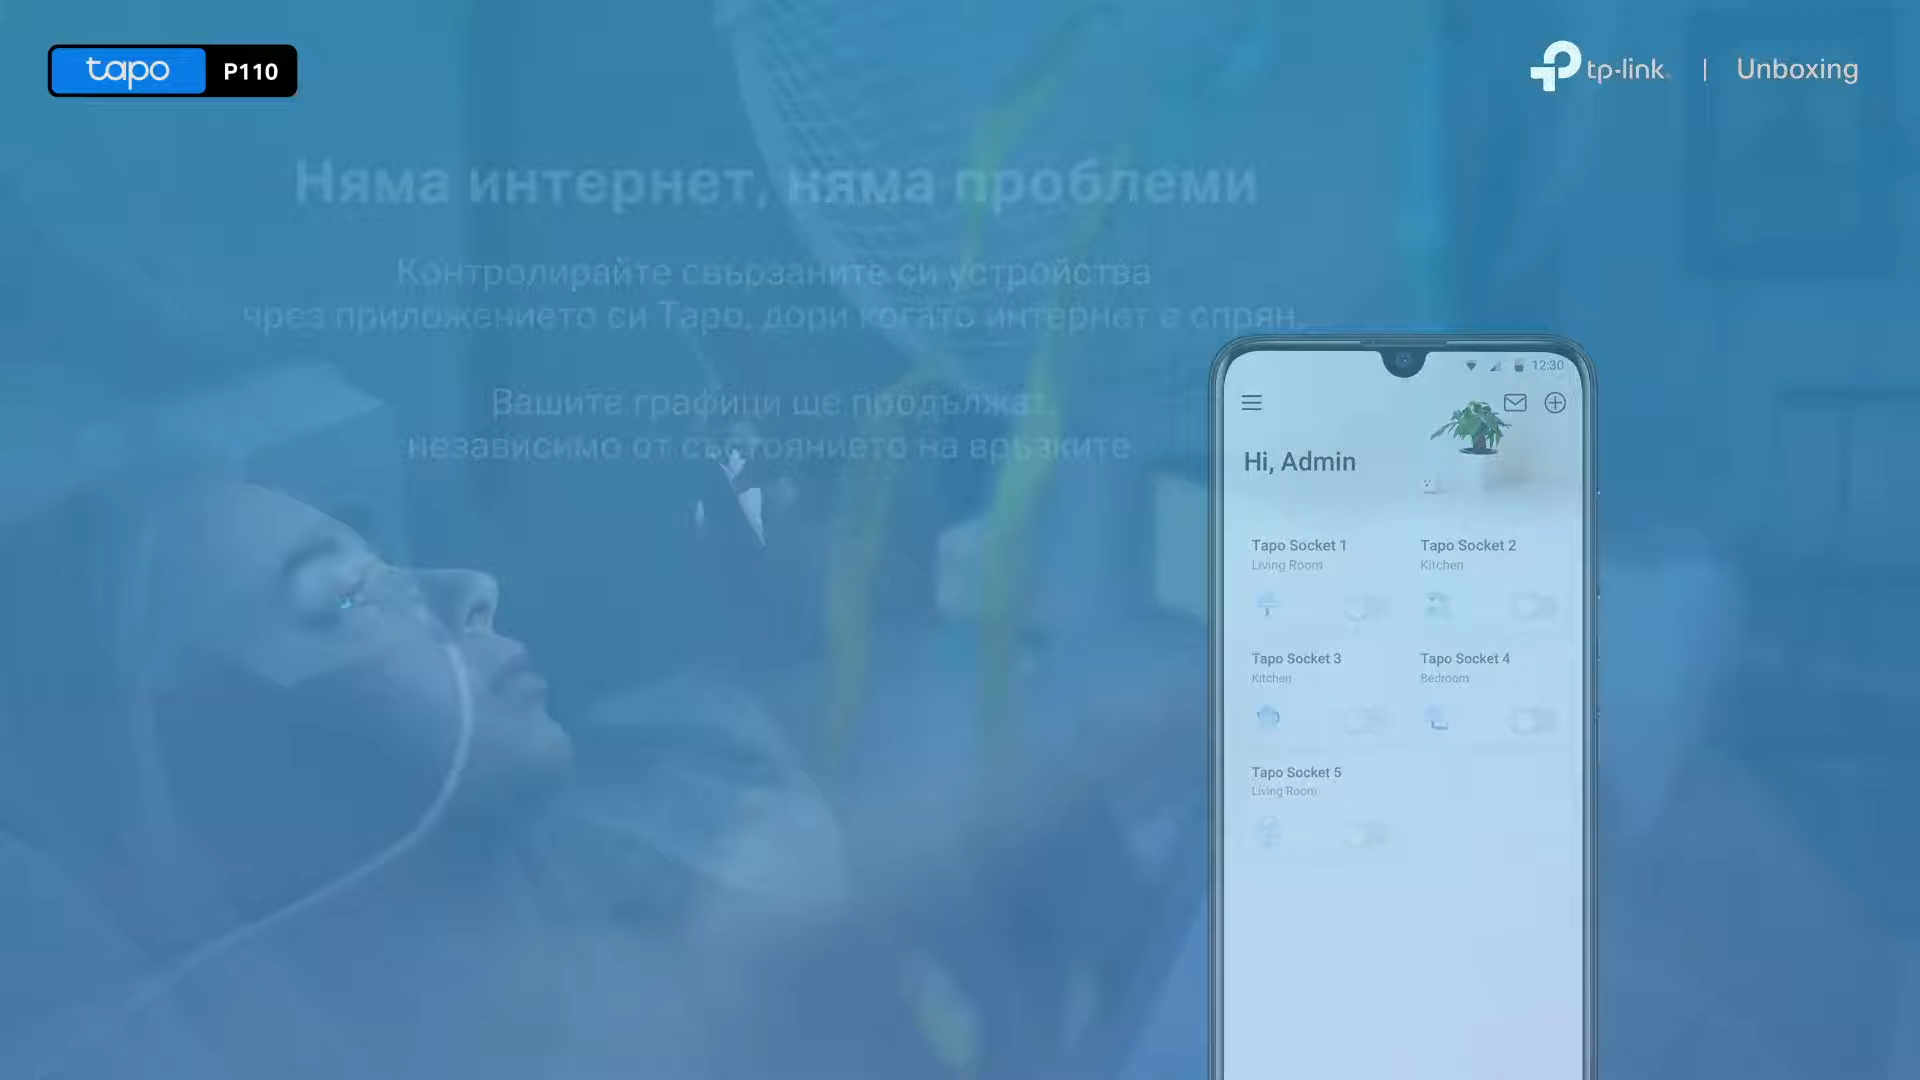 tapo P110
tp-link | Unboxing
Няма интернет, няма проблеми
Контролирайте свързаните си устройства
чрез приложението си Tapo, дори когато интернет е спрян.
Вашите графици ще продължат
независимо от състоянието на връзките
12:30
Hi, Admin
Tapo Socket 1
Living Room
Tapo Socket 2
Kitchen
Tapo Socket 3
Kitchen
Tapo Socket 4
Bedroom
Tapo Socket 5
Living Room